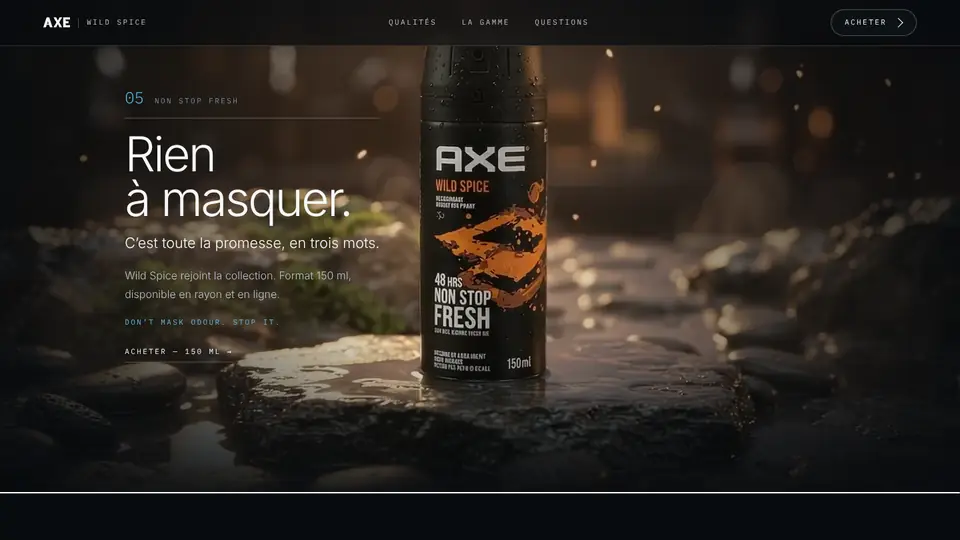 AXE | WILD SPICE
QUALITÉS
LA GAMME
QUESTIONS
ACHETER
05 NON STOP FRESH
Rien
à masquer.
C'est toute la promesse, en trois mots.
Wild Spice rejoint la collection. Format 150 ml,
disponible en rayon et en ligne.
DON'T MASK ODOUR. STOP IT.
ACHETER — 150 ML →
AXE
WILD SPICE
48 HRS
NON STOP
FRESH
150ml